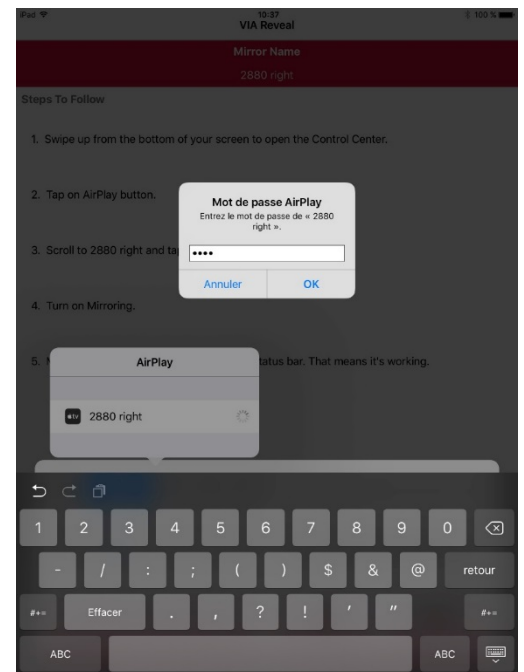 iPad
10:37
100 %
VIA Reveal
Mirror Name
2880 right
Steps To Follow
1. Swipe up from the bottom of your screen to open the Control Center.
2. Tap on AirPlay button.
Mot de passe AirPlay
Entrez le mot de passe de « 2880
right ».
3. Scroll to 2880 right and ta
••••
Annuler
OK
4. Turn on Mirroring.
5.
tatus bar. That means it's working.
AirPlay
tv
2880 right
1 2 3 4 5 6 7 8 9 0
- / : ; ( ) $ & @ retour
#+= Effacer . , ? ! ' " #+=
ABC ABC